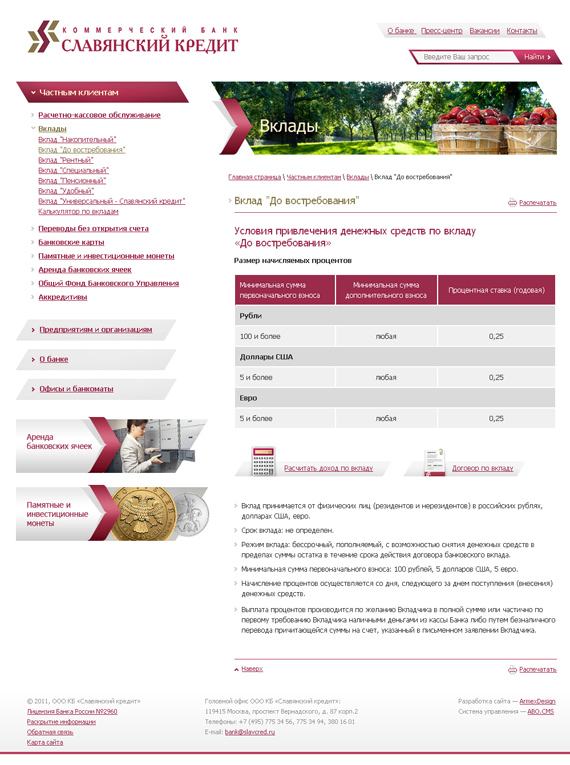 КОММЕРЧЕСКИЙ БАНК
СЛАВЯНСКИЙ КРЕДИТ
О банке Пресс-центр Вакансии Контакты
Введите Ваш запрос Найти
Частным клиентам
Расчетно-кассовое обслуживание
Вклады
Вклад "Накопительный"
Вклад "До востребования"
Вклад "Рентный"
Вклад "Специальный"
Вклад "Пенсионный"
Вклад "Удобный"
Вклад "Универсальный - Славянский кредит"
Калькулятор по вкладам
Переводы без открытия счета
Банковские карты
Памятные и инвестиционные монеты
Аренда банковских ячеек
Общий Фонд Банковского Управления
Аккредитивы
Предприятиям и организациям
О банке
Офисы и банкоматы
Аренда
банковских ячеек
Памятные и
инвестиционные
монеты
Вклады
Главная страница \ Частным клиентам \ Вклады \ Вклад "До востребования"
Вклад "До востребования"
Распечатать
Условия привлечения денежных средств по вкладу
«До востребования»
Размер начисляемых процентов
Минимальная сумма первоначального взноса Минимальная сумма дополнительного взноса Процентная ставка (годовая)
Рубли
100 и более любая 0,25
Доллары США
5 и более любая 0,25
Евро
5 и более любая 0,25
Расчитать доход по вкладу
Договор по вкладу
Вклад принимается от физических лиц (резидентов и нерезидентов) в российских рублях,
долларах США, евро.
Срок вклада: не определен.
Режим вклада: бессрочный, пополняемый, с возможностью снятия денежных средств в
пределах суммы остатка в течение срока действия договора банковского вклада.
Минимальная сумма первоначального взноса: 100 рублей, 5 долларов США, 5 евро.
Начисление процентов осуществляется со дня, следующего за днем поступления (внесения)
денежных средств.
Выплата процентов производится по желанию Вкладчика в полной сумме или частично по
первому требованию Вкладчика наличными деньгами из кассы Банка либо путем безналичного
перевода причитающейся суммы на счет, указанный в письменном заявлении Вкладчика.
Наверх
Распечатать
© 2011, ООО КБ «Славянский кредит»
Лицензия Банка России №2960
Раскрытие информации
Обратная связь
Карта сайта
Головной офис ООО КБ «Славянский кредит»:
119415 Москва, проспект Вернадского, д. 87 корп.2
Телефоны: +7 (495) 775 34 56, 775 34 94, 380 16 01
E-mail: bank@slavcred.ru
Разработка сайта — ArmexDesign
Система управления — ABO.CMS